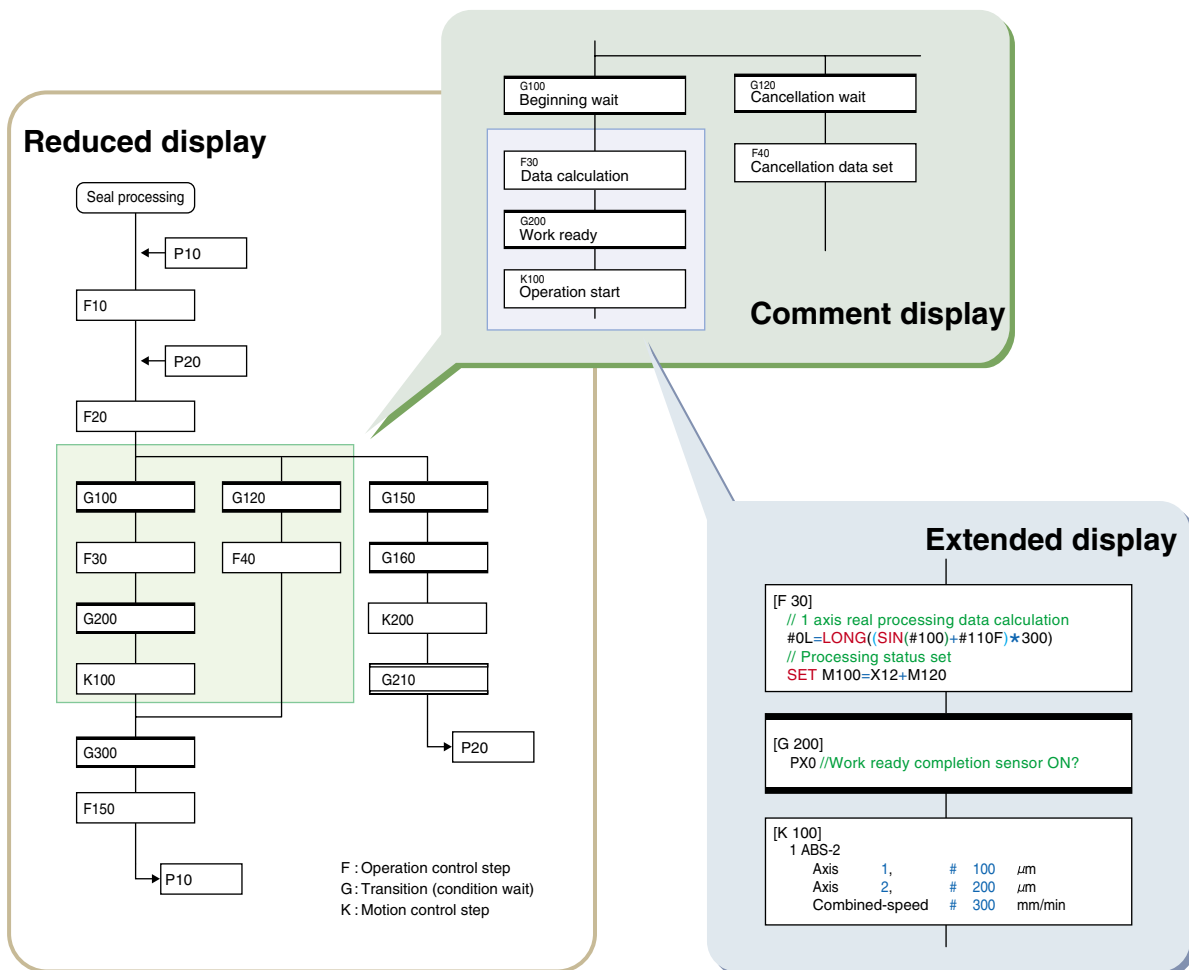 Reduced display
Seal processing
P10
F10
P20
F20
G100
G120
G150
F30
F40
G160
G200
K200
K100
G210
G300
P20
F150
P10
F : Operation control step
G : Transition (condition wait)
K : Motion control step
G100
Beginning wait
G120
Cancellation wait
F30
Data calculation
F40
Cancellation data set
G200
Work ready
K100
Operation start
Comment display
Extended display
[F 30]
// 1 axis real processing data calculation
#0L=LONG((SIN(#100)+#110F)*300)
// Processing status set
SET M100=X12+M120
[G 200]
PX0 //Work ready completion sensor ON?
[K 100]
1 ABS-2
Axis 1, # 100 μm
Axis 2, # 200 μm
Combined-speed # 300 mm/min